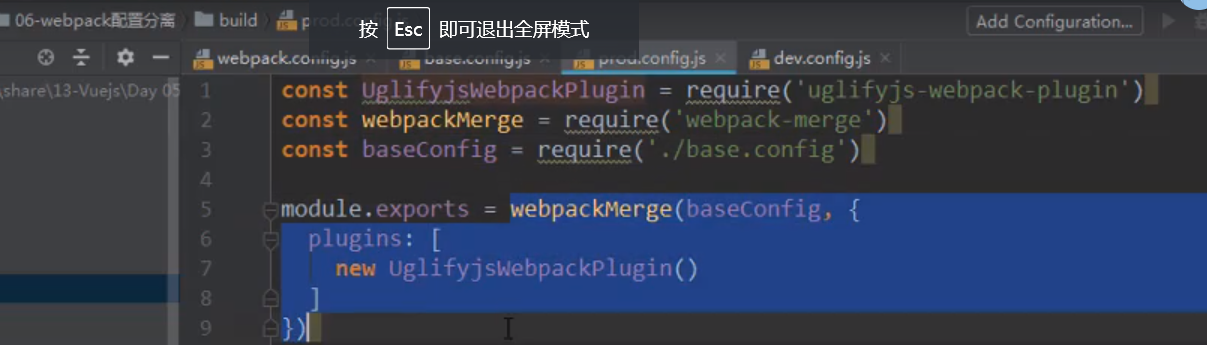 06-webpack配置分离 build prod.config.js Add Configuration...
按 Esc 即可退出全屏模式
webpack.config.js base.config.js prod.config.js dev.config.js
\share\13-Vuejs\Day 05
1 const UglifyjsWebpackPlugin = require('uglifyjs-webpack-plugin')
2 const webpackMerge = require('webpack-merge')
3 const baseConfig = require('./base.config')
4
5 module.exports = webpackMerge(baseConfig, {
6 plugins: [
7 new UglifyjsWebpackPlugin()
8 ]
9 })